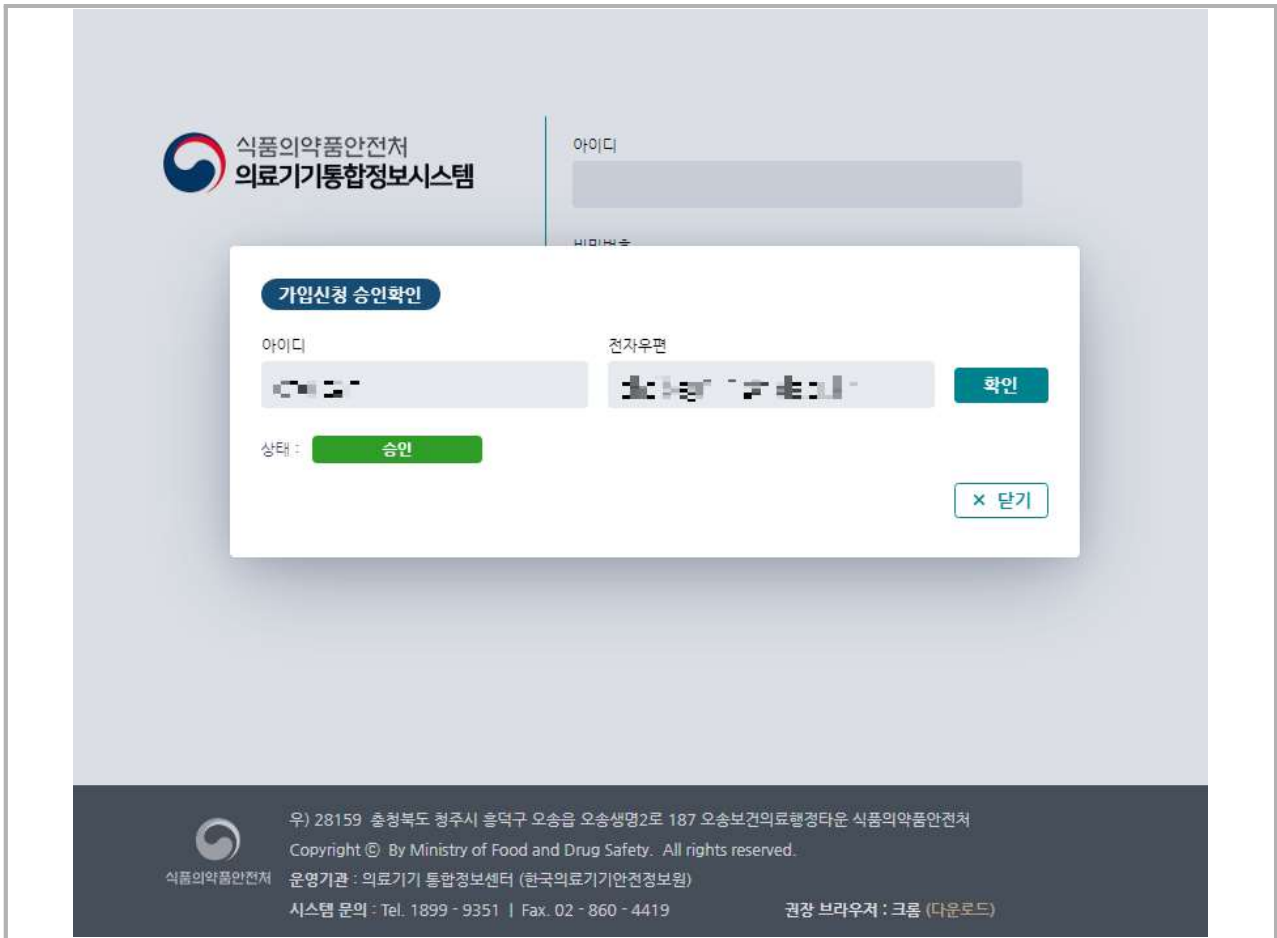 식품의약품안전처
의료기기통합정보시스템
아이디
가입신청 승인확인
아이디
전자우편
확인
상태 :
승인
× 닫기
우) 28159 충청북도 청주시 흥덕구 오송읍 오송생명2로 187 오송보건의료행정타운 식품의약품안전처
Copyright ⓒ By Ministry of Food and Drug Safety. All rights reserved.
식품의약품안전처
운영기관 : 의료기기 통합정보센터 (한국의료기기안전정보원)
시스템 문의 : Tel. 1899 - 9351 | Fax. 02 - 860 - 4419
권장 브라우저 : 크롬 (다운로드)